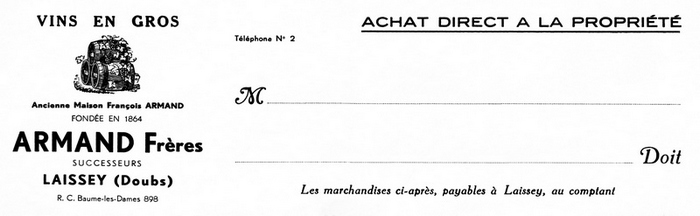 VINS EN GROS
Ancienne Maison François ARMAND
FONDÉE EN 1864
ARMAND Frères
SUCCESSEURS
LAISSEY (Doubs)
R. C. Baume-les-Dames 898
Téléphone N° 2
ACHAT DIRECT A LA PROPRIÉTÉ
M
Doit
Les marchandises ci-après, payables à Laissey, au comptant